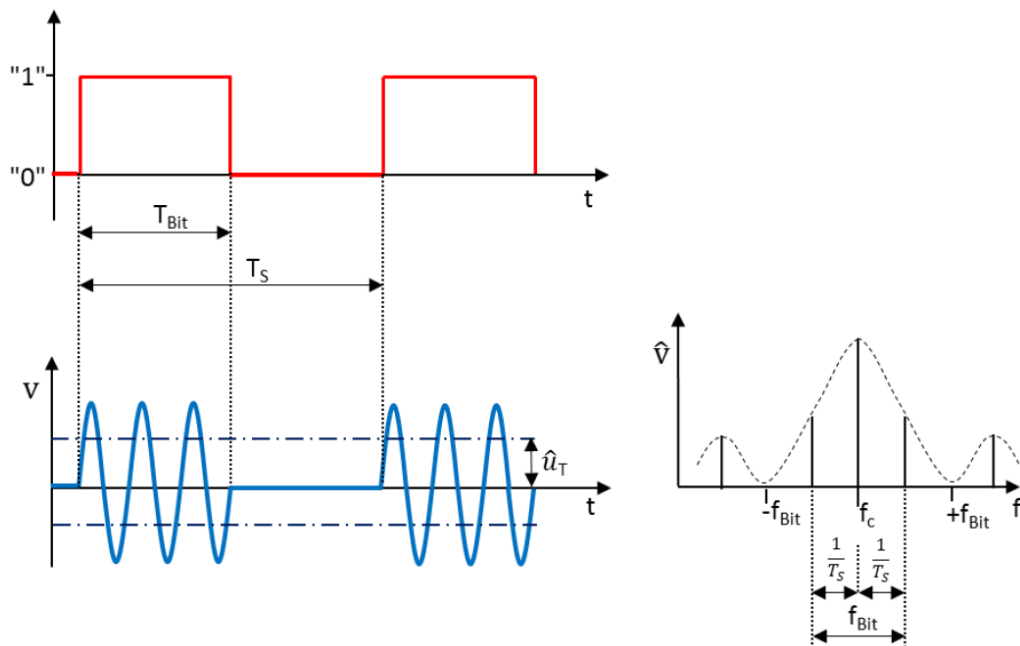 "1"
"0"
t
T_Bit
T_S
v
û_T
t
v̂
-f_Bit
f_c
+f_Bit
f
1/T_S
1/T_S
f_Bit